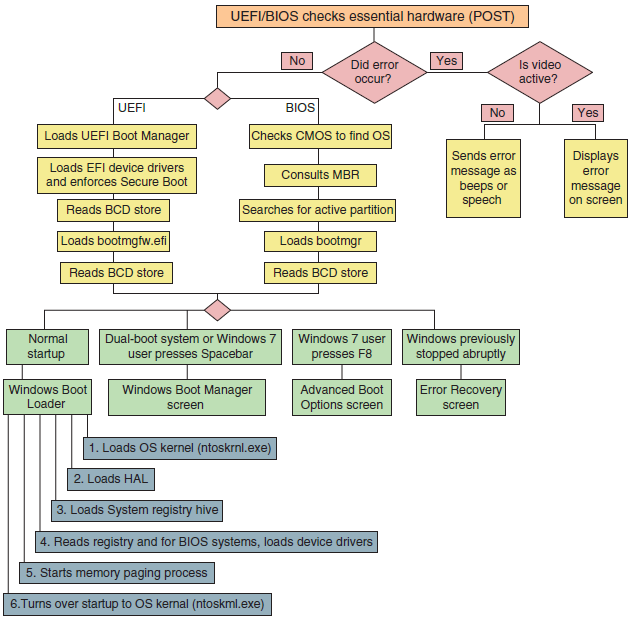 UEFI/BIOS checks essential hardware (POST)
No
Did error
occur?
Yes
Is video
active?
UEFI
BIOS
No
Yes
Loads UEFI Boot Manager
Checks CMOS to find OS
Sends error
message as
beeps or
speech
Displays
error
message
on screen
Loads EFI device drivers
and enforces Secure Boot
Consults MBR
Reads BCD store
Searches for active partition
Loads bootmgfw.efi
Loads bootmgr
Reads BCD store
Reads BCD store
Normal
startup
Dual-boot system or Windows 7
user presses Spacebar
Windows 7 user
presses F8
Windows previously
stopped abruptly
Windows Boot
Loader
Windows Boot Manager
screen
Advanced Boot
Options screen
Error Recovery
screen
1. Loads OS kernel (ntoskrnl.exe)
2. Loads HAL
3. Loads System registry hive
4. Reads registry and for BIOS systems, loads device drivers
5. Starts memory paging process
6.Turns over startup to OS kernal (ntoskml.exe)